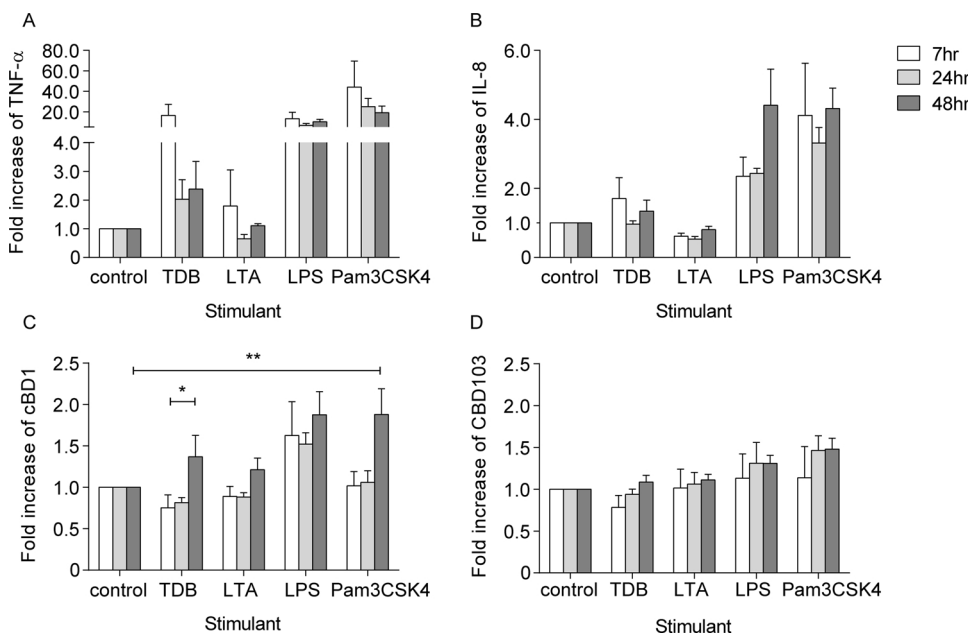 A
Fold increase of TNF-α
80.0
60.0
40.0
20.0
4.0
3.0
2.0
1.0
0
control TDB LTA LPS Pam3CSK4
Stimulant
B
Fold increase of IL-8
6.0
4.0
2.0
1.0
0
control TDB LTA LPS Pam3CSK4
Stimulant
7hr
24hr
48hr
C
Fold increase of cBD1
2.5
2.0
1.5
1.0
0.5
0
**
*
control TDB LTA LPS Pam3CSK4
Stimulant
D
Fold increase of CBD103
2.5
2.0
1.5
1.0
0.5
0
control TDB LTA LPS Pam3CSK4
Stimulant